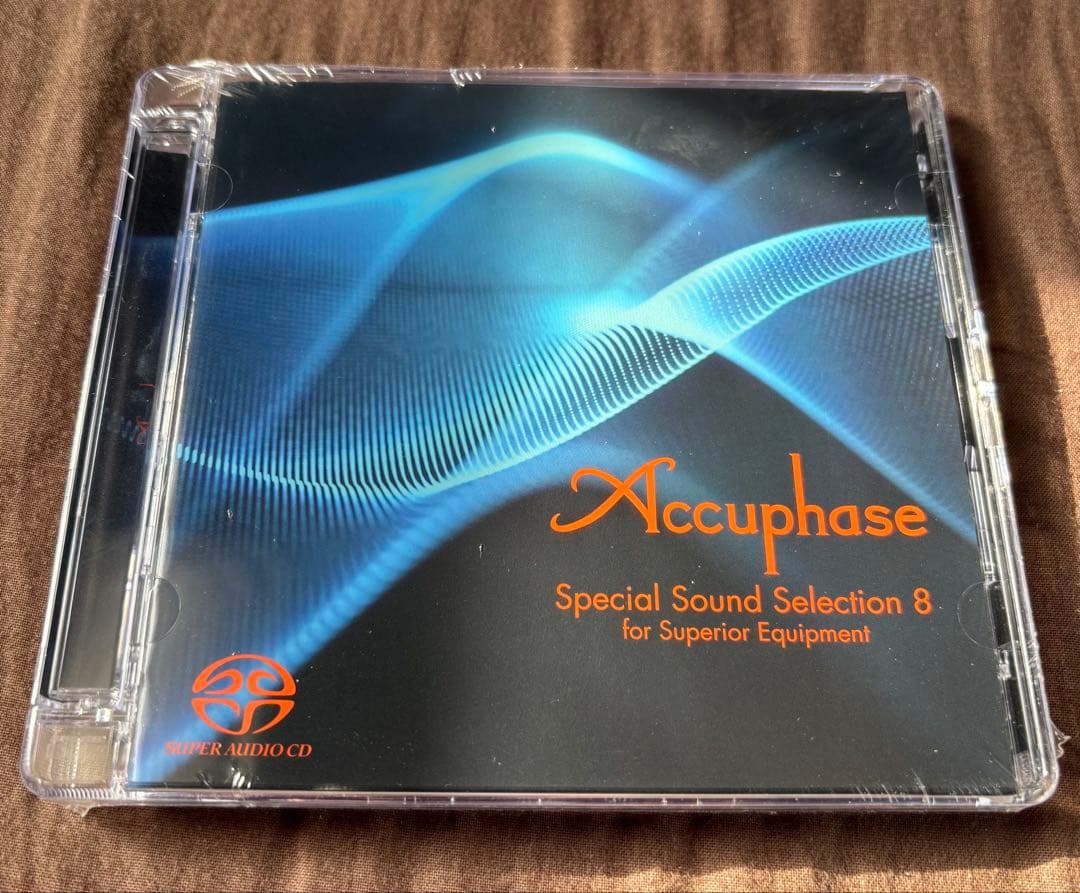 Accuphase
Special Sound Selection 8
for Superior Equipment
SUPER AUDIO CD